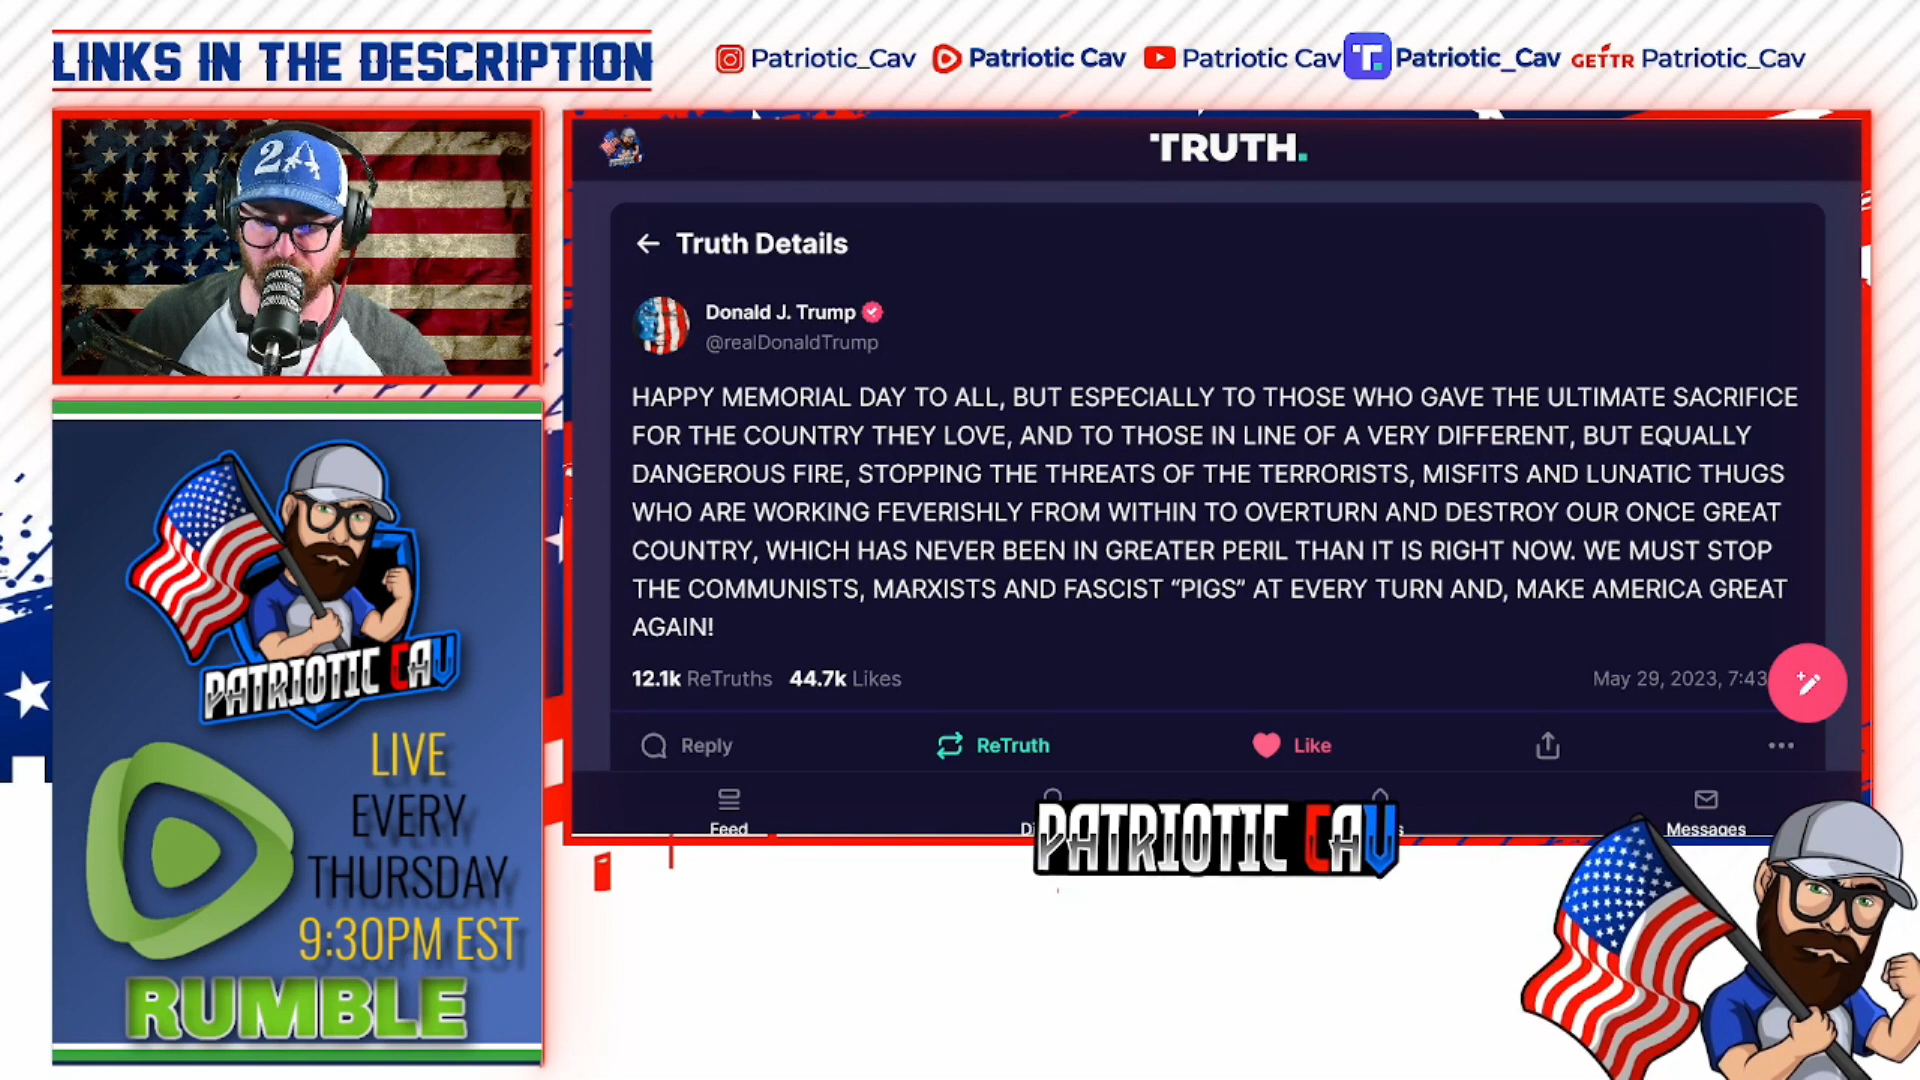 LINKS IN THE DESCRIPTION
Patriotic_Cav Patriotic Cav Patriotic Cav T. Patriotic_Cav GETTR Patriotic_Cav
2A
TRUTH.
Truth Details
Donald J. Trump
@realDonaldTrump
HAPPY MEMORIAL DAY TO ALL, BUT ESPECIALLY TO THOSE WHO GAVE THE ULTIMATE SACRIFICE
FOR THE COUNTRY THEY LOVE, AND TO THOSE IN LINE OF A VERY DIFFERENT, BUT EQUALLY
DANGEROUS FIRE, STOPPING THE THREATS OF THE TERRORISTS, MISFITS AND LUNATIC THUGS
WHO ARE WORKING FEVERISHLY FROM WITHIN TO OVERTURN AND DESTROY OUR ONCE GREAT
COUNTRY, WHICH HAS NEVER BEEN IN GREATER PERIL THAN IT IS RIGHT NOW. WE MUST STOP
THE COMMUNISTS, MARXISTS AND FASCIST “PIGS” AT EVERY TURN AND, MAKE AMERICA GREAT
AGAIN!
12.1k ReTruths 44.7k Likes
May 29, 2023, 7:43
Reply ReTruth Like
Feed
Messages
PATRIOTIC CAV
PATRIOTIC CAV
LIVE
EVERY
THURSDAY
9:30PM EST
RUMBLE